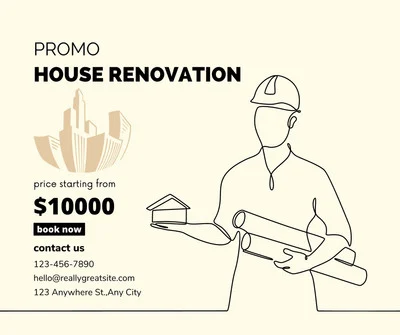 PROMO
HOUSE RENOVATION
price starting from
$10000
book now
contact us
123-456-7890
hello@reallygreatsite.com
123 Anywhere St.,Any City